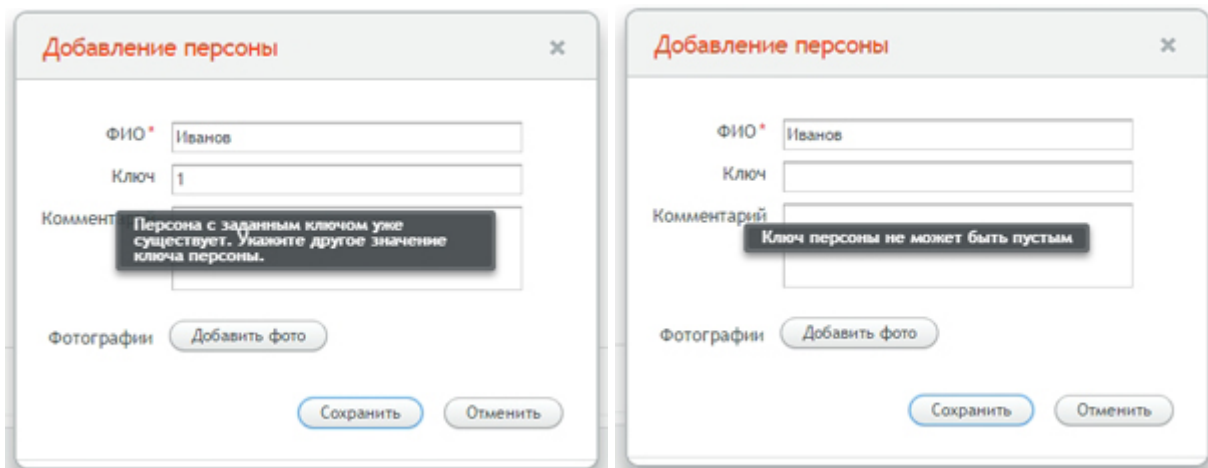 Добавление персоны
ФИО*
Иванов
Ключ
1
Коммент
Персона с заданным ключом уже
существует. Укажите другое значение
ключа персоны.
Фотографии
Добавить фото
Сохранить
Отменить
Добавление персоны
ФИО*
Иванов
Ключ
Комментарий
Ключ персоны не может быть пустым
Фотографии
Добавить фото
Сохранить
Отменить